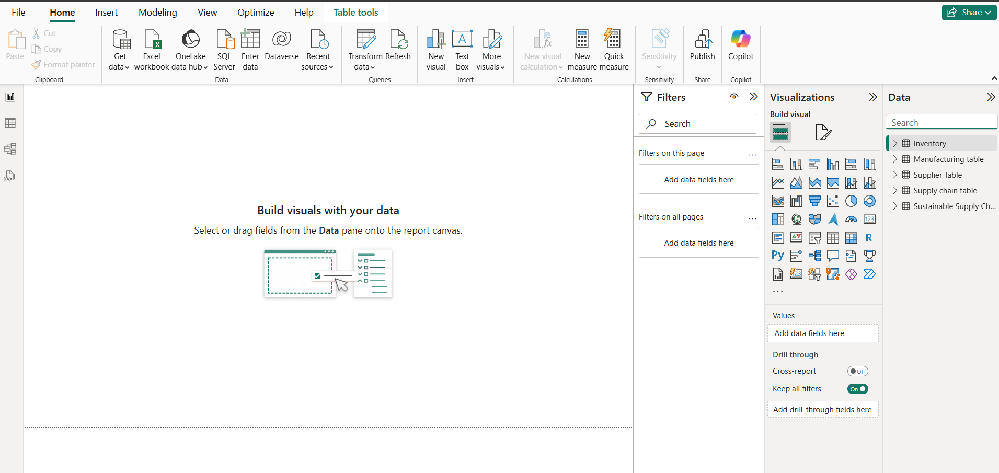 File
Home
Insert
Modeling
View
Optimize
Help
Table tools
Share
Paste
Cut
Copy
Format painter
Clipboard
Get data
Excel workbook
OneLake data hub
SQL Server
Enter data
Dataverse
Recent sources
Data
Transform data
Refresh
Queries
New visual
Text box
More visuals
Insert
New visual calculation
New measure
Quick measure
Calculations
Sensitivity
Sensitivity
Publish
Share
Copilot
Copilot
DAX
Build visuals with your data
Select or drag fields from the Data pane onto the report canvas.
Filters
Search
Filters on this page
...
Add data fields here
Filters on all pages
...
Add data fields here
Visualizations
Build visual
123
R
Py
123
...
Values
Add data fields here
Drill through
Cross-report
Off
Keep all filters
On
Add drill-through fields here
Data
Search
Inventory
Manufacturing table
Supplier Table
Supply chain table
Sustainable Supply Ch...